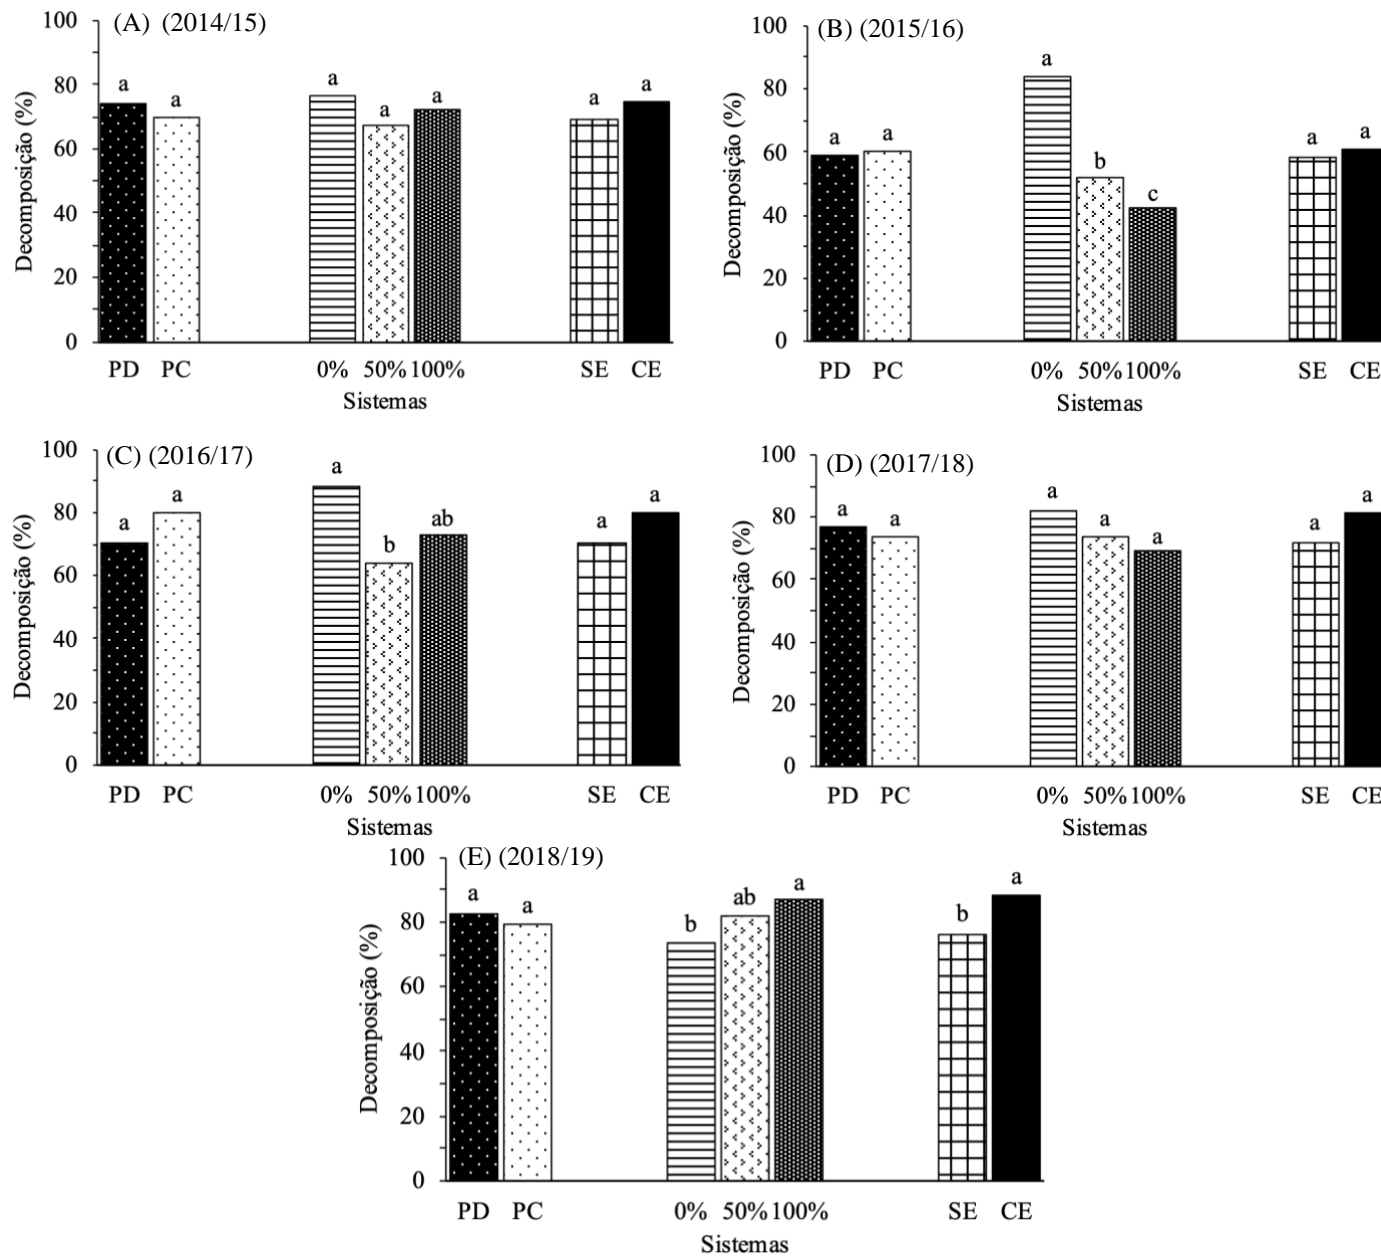 (A) (2014/15)
Decomposição (%)
100
80
60
40
20
0
a
a
a
a
a
a
a
PD PC 0% 50% 100% SE CE
Sistemas
(B) (2015/16)
Decomposição (%)
100
80
60
40
20
0
a
a
a
b
c
a
a
PD PC 0% 50% 100% SE CE
Sistemas
(C) (2016/17)
Decomposição (%)
100
80
60
40
20
0
a
a
a
b
ab
a
a
PD PC 0% 50% 100% SE CE
Sistemas
(D) (2017/18)
Decomposição (%)
100
80
60
40
20
0
a
a
a
a
a
a
a
PD PC 0% 50% 100% SE CE
Sistemas
(E) (2018/19)
Decomposição (%)
100
80
60
40
20
0
a
a
b
ab
a
b
a
PD PC 0% 50% 100% SE CE
Sistemas